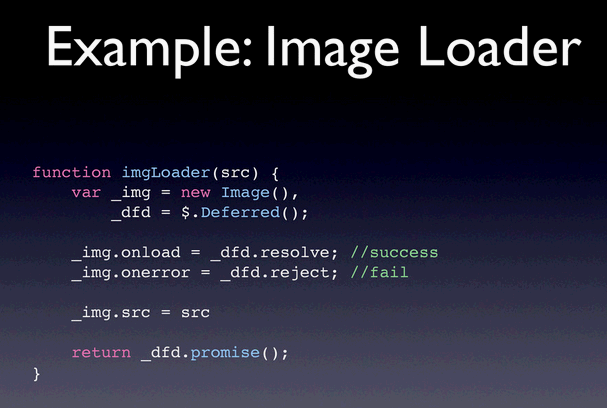 Example: Image Loader
function imgLoader(src) {
    var _img = new Image(),
        _dfd = $.Deferred();
    _img.onload = _dfd.resolve; //success
    _img.onerror = _dfd.reject; //fail
    _img.src = src
    return _dfd.promise();
}